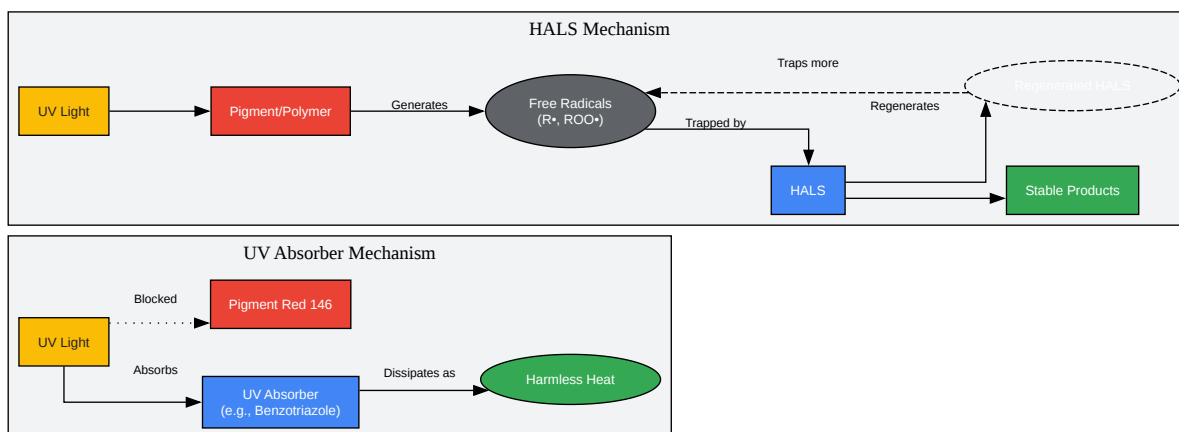 HALS Mechanism
UV Light
Pigment/Polymer
Generates
Free Radicals
(R•, ROO•)
Traps more
Regenerated HALS
Regenerates
Trapped by
HALS
Stable Products
UV Absorber Mechanism
UV Light
Blocked
Pigment Red 146
Absorbs
UV Absorber
(e.g., Benzotriazole)
Dissipates as
Harmless Heat